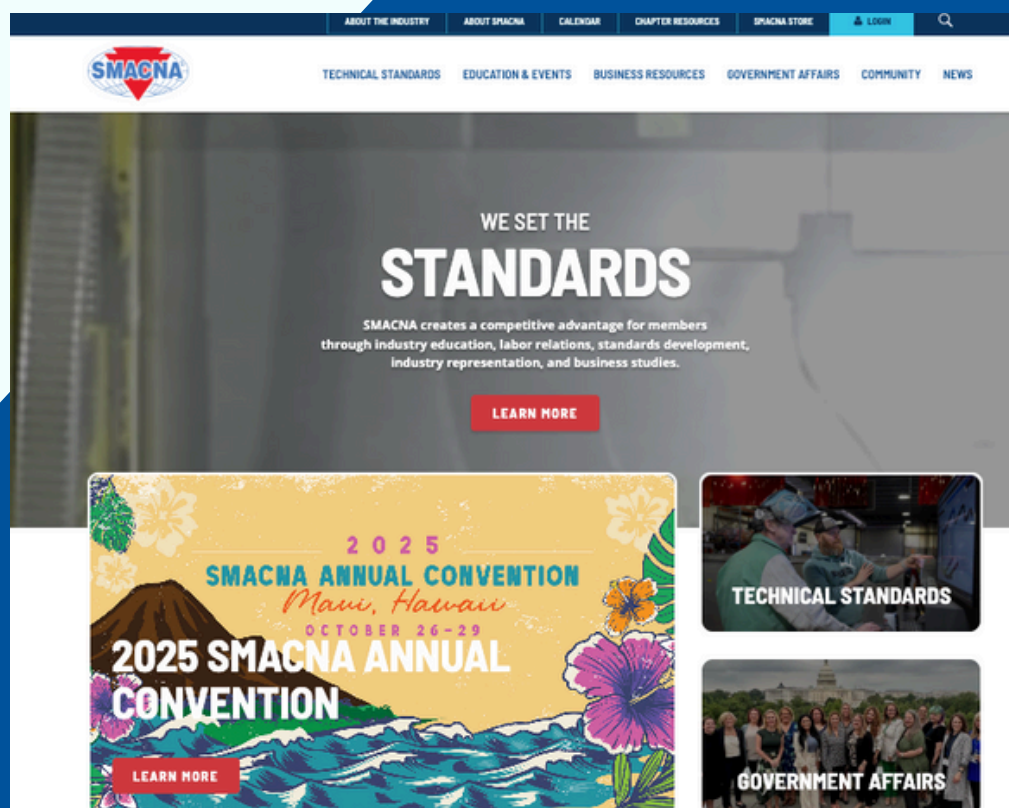 ABOUT THE INDUSTRY
ABOUT SMACNA
CALENDAR
CHAPTER RESOURCES
SMACNA STORE
LOGIN
SMACNA
TECHNICAL STANDARDS
EDUCATION & EVENTS
BUSINESS RESOURCES
GOVERNMENT AFFAIRS
COMMUNITY
NEWS
WE SET THE
STANDARDS
SMACNA creates a competitive advantage for members
through industry education, labor relations, standards development,
industry representation, and business studies.
LEARN MORE
2025
SMACNA ANNUAL CONVENTION
Maui, Hawaii
OCTOBER 26-29
2025 SMACNA ANNUAL
CONVENTION
LEARN MORE
TECHNICAL STANDARDS
GOVERNMENT AFFAIRS